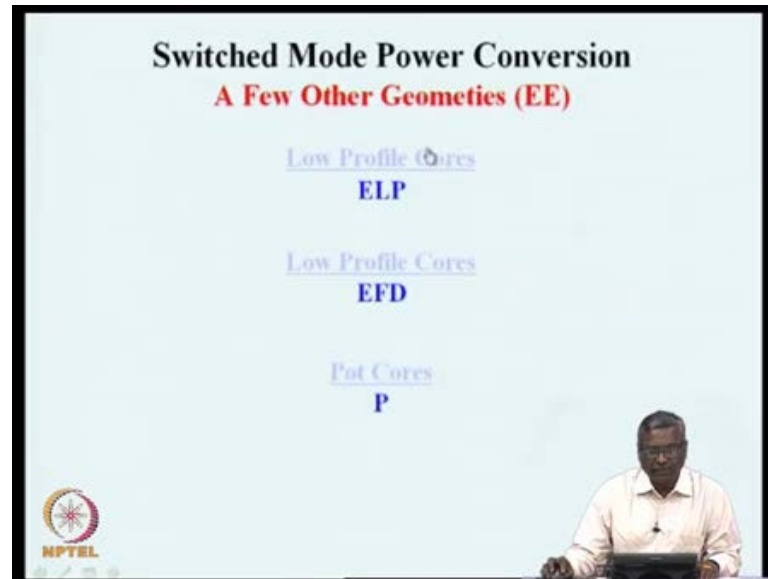 Switched Mode Power Conversion
A Few Other Geometies (EE)
Low Profile Cores
ELP
Low Profile Cores
EFD
Pot Cores
P
NPTEL